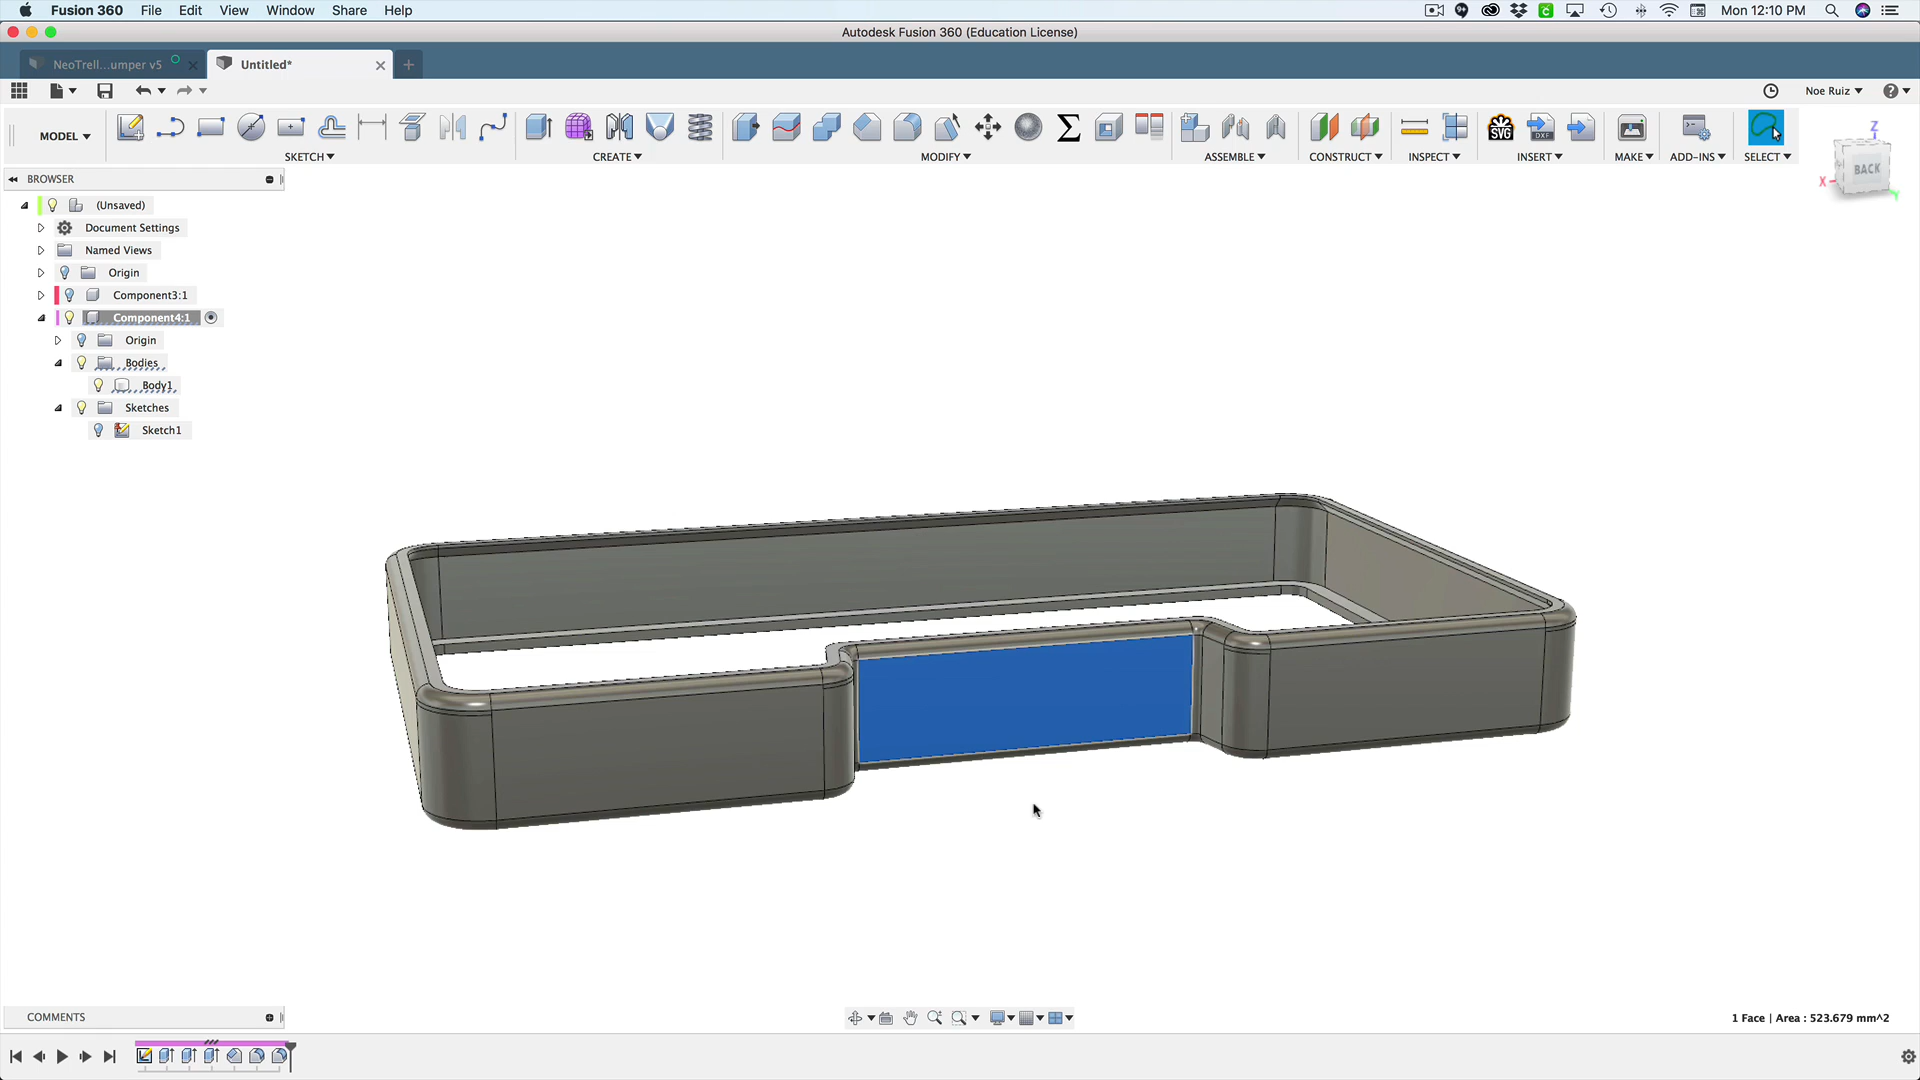 Fusion 360 File Edit View Window Share Help Mon 12:10 PM
Autodesk Fusion 360 (Education License)
NeoTrell...umper v5 Untitled*
Noe Ruiz
MODEL
SVG DXF
SKETCH CREATE MODIFY ASSEMBLE CONSTRUCT INSPECT INSERT MAKE ADD-INS SELECT
Z
BACK
X
Y
BROWSER
(Unsaved)
Document Settings
Named Views
Origin
Component3:1
Component4:1
Origin
Bodies
Body1
Sketches
Sketch1
COMMENTS
1 Face | Area : 523.679 mm^2